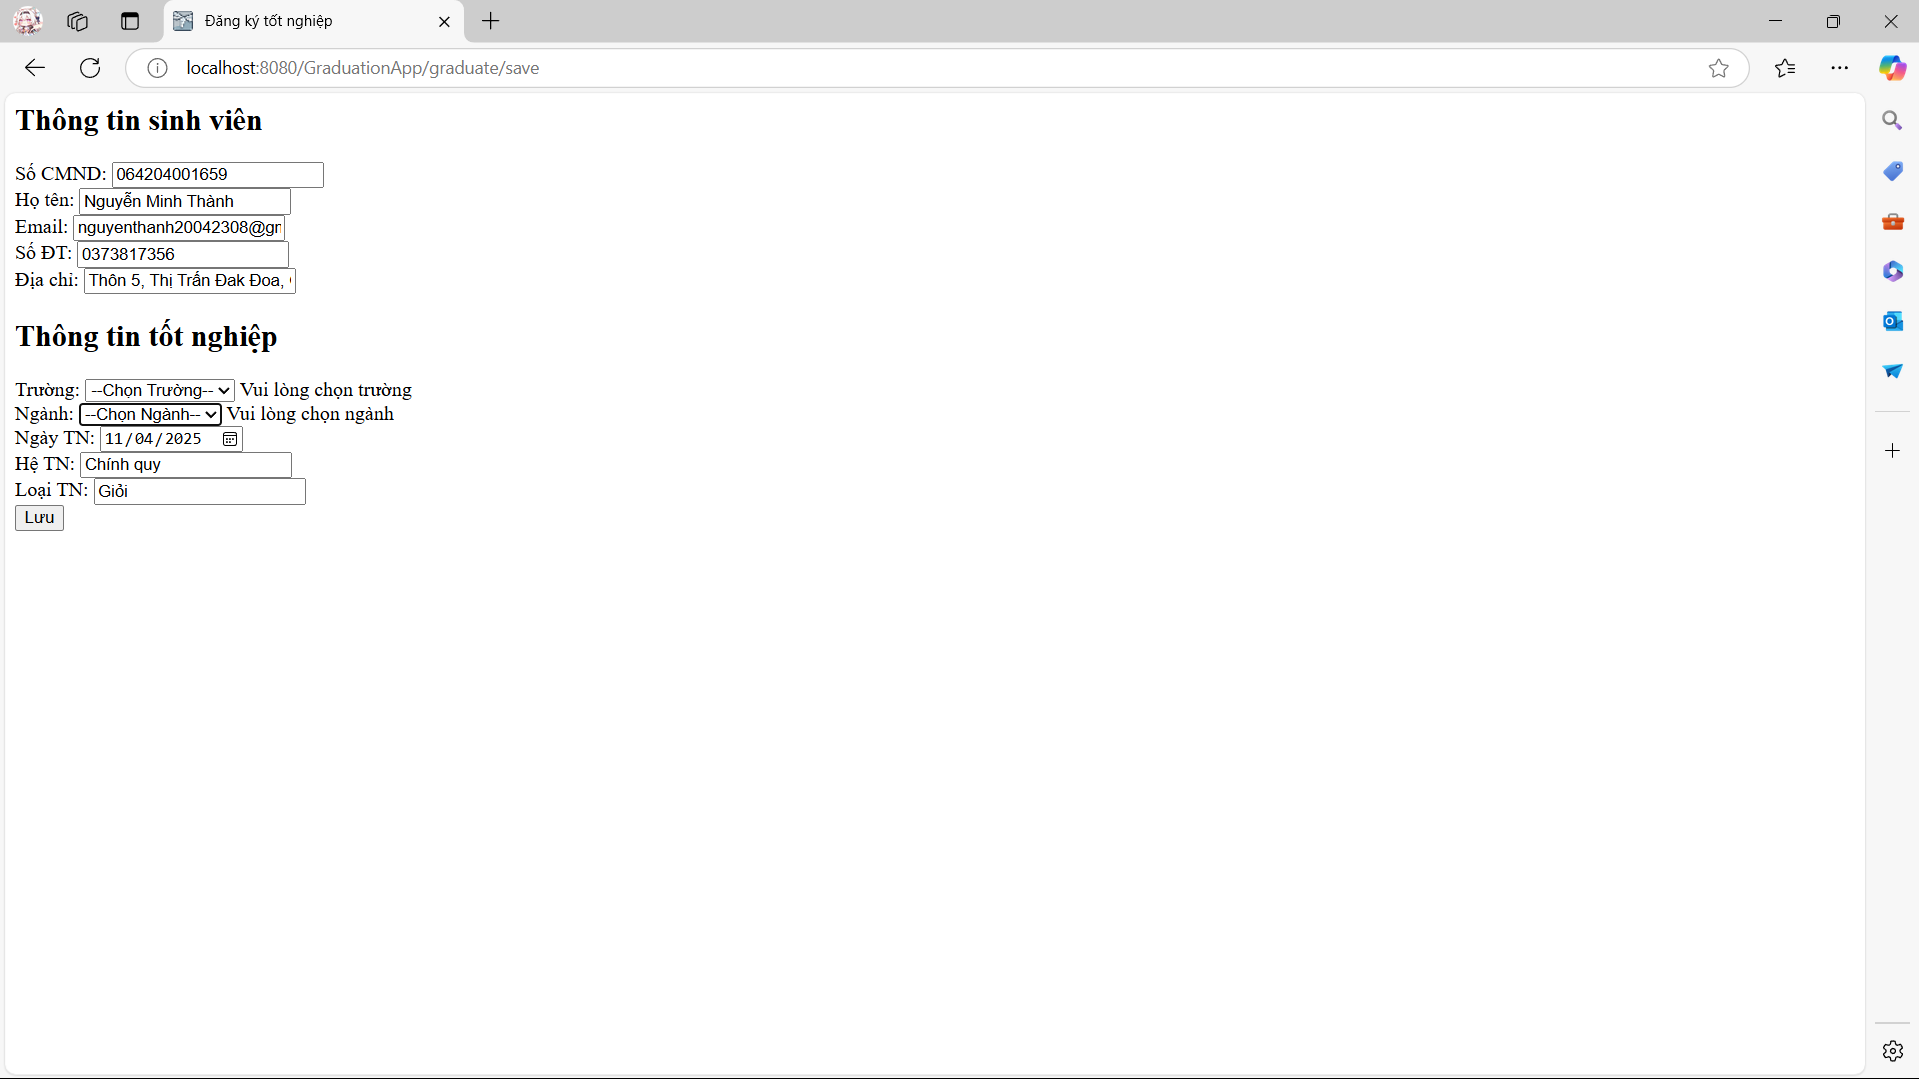 Đăng ký tốt nghiệp
localhost:8080/GraduationApp/graduate/save
Thông tin sinh viên
Số CMND: 064204001659
Họ tên: Nguyễn Minh Thành
Email: nguyenthanh20042308@gr
Số ĐT: 0373817356
Địa chỉ: Thôn 5, Thị Trấn Đak Đoa,
Thông tin tốt nghiệp
Trường: --Chọn Trường-- Vui lòng chọn trường
Ngành: --Chọn Ngành-- Vui lòng chọn ngành
Ngày TN: 11/04/2025
Hệ TN: Chính quy
Loại TN: Giỏi
Lưu